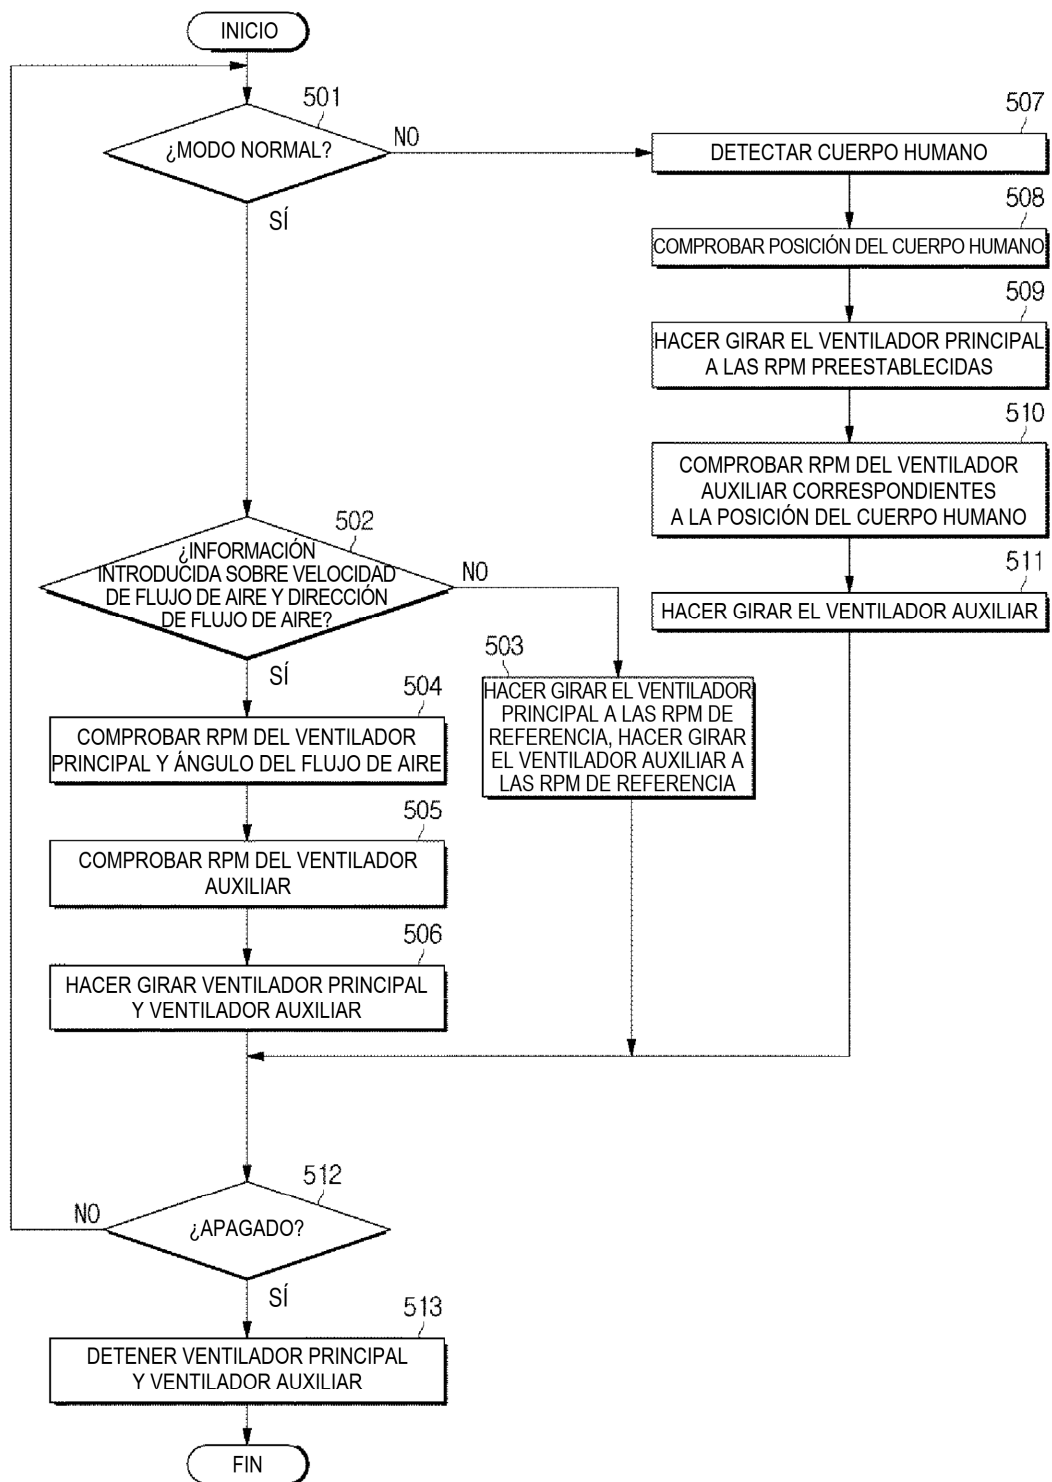 INICIO
501
¿MODO NORMAL?
NO
SÍ
507
DETECTAR CUERPO HUMANO
508
COMPROBAR POSICIÓN DEL CUERPO HUMANO
509
HACER GIRAR EL VENTILADOR PRINCIPAL
A LAS RPM PREESTABLECIDAS
510
COMPROBAR RPM DEL VENTILADOR
AUXILIAR CORRESPONDIENTES
A LA POSICIÓN DEL CUERPO HUMANO
511
HACER GIRAR EL VENTILADOR AUXILIAR
502
¿INFORMACIÓN
INTRODUCIDA SOBRE VELOCIDAD
DE FLUJO DE AIRE Y DIRECCIÓN
DE FLUJO DE AIRE?
NO
SÍ
503
HACER GIRAR EL VENTILADOR
PRINCIPAL A LAS RPM DE
REFERENCIA, HACER GIRAR
EL VENTILADOR AUXILIAR A
LAS RPM DE REFERENCIA
504
COMPROBAR RPM DEL VENTILADOR
PRINCIPAL Y ÁNGULO DEL FLUJO DE AIRE
505
COMPROBAR RPM DEL VENTILADOR
AUXILIAR
506
HACER GIRAR VENTILADOR PRINCIPAL
Y VENTILADOR AUXILIAR
512
¿APAGADO?
NO
SÍ
513
DETENER VENTILADOR PRINCIPAL
Y VENTILADOR AUXILIAR
FIN